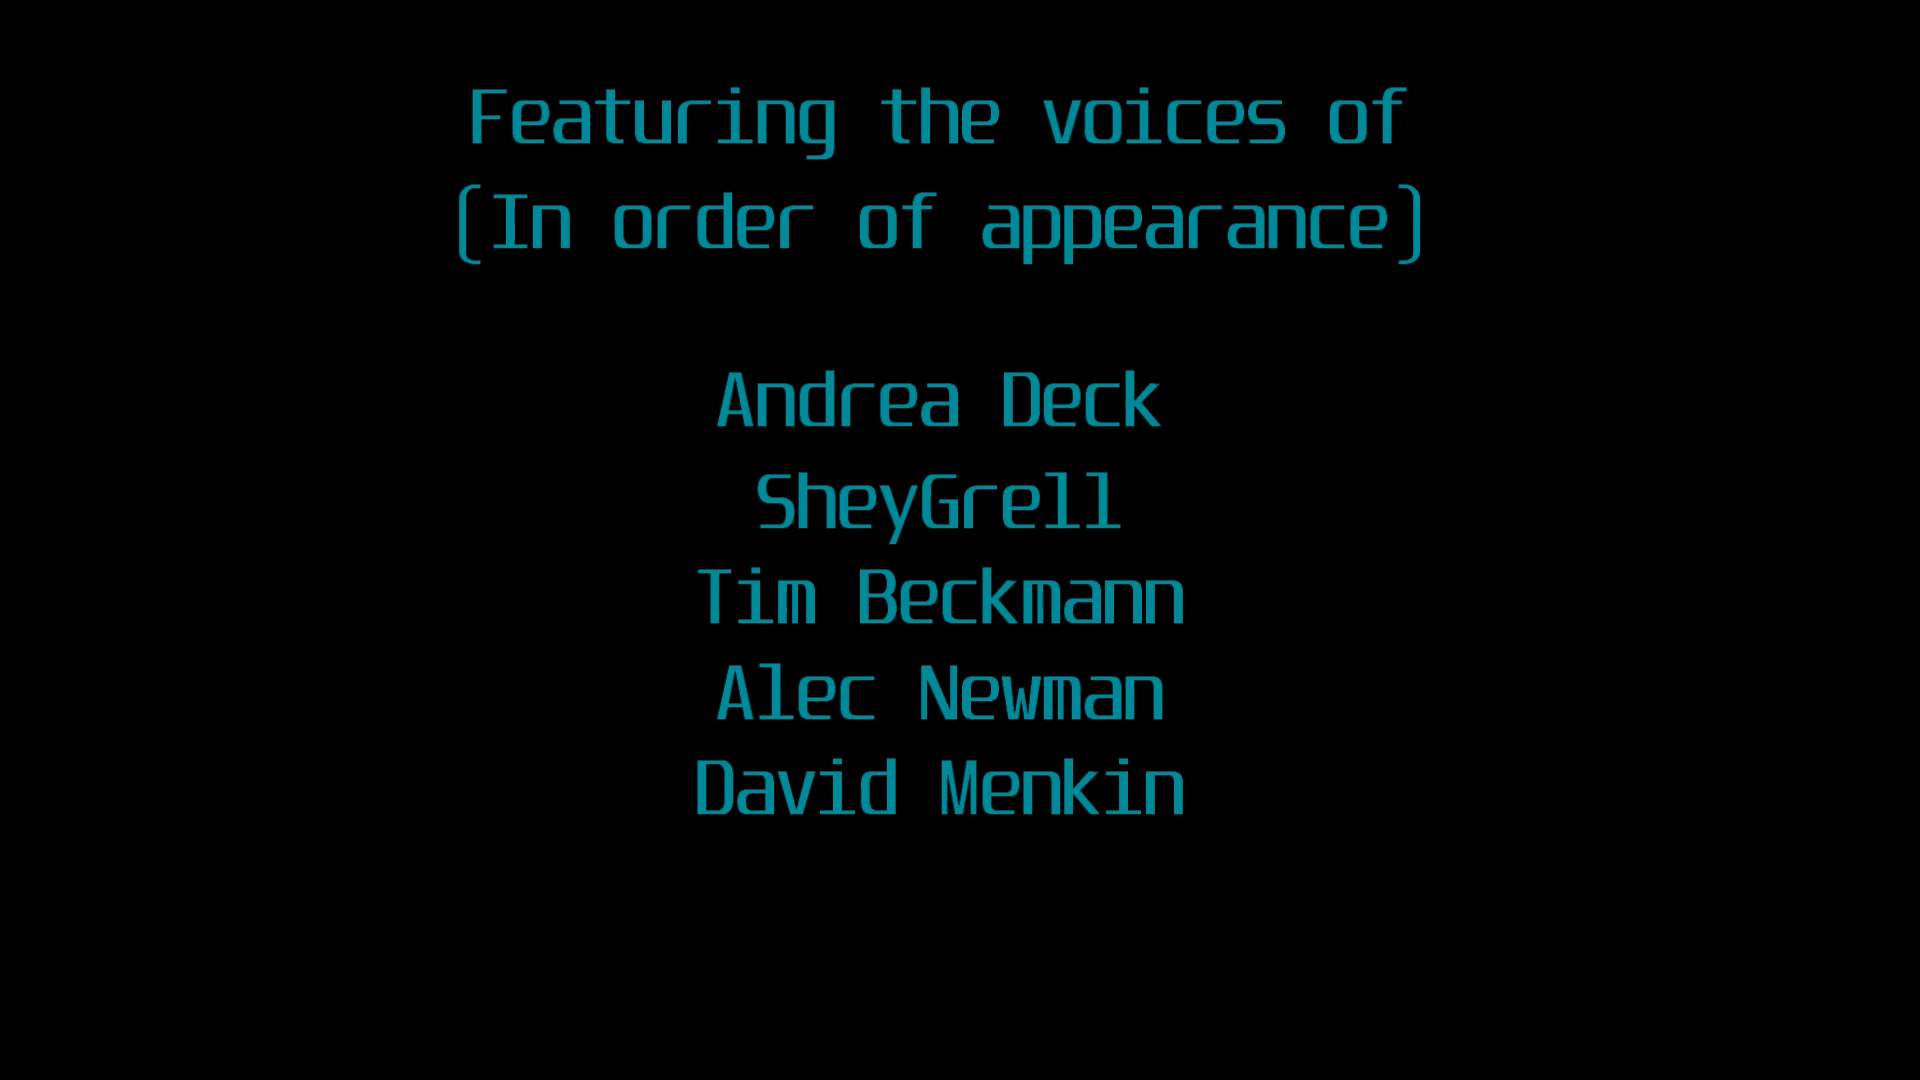 Featuring the voices of
(In order of appearance)
Andrea Deck
SheyGrell
Tim Beckmann
Alec Newman
David Menkin